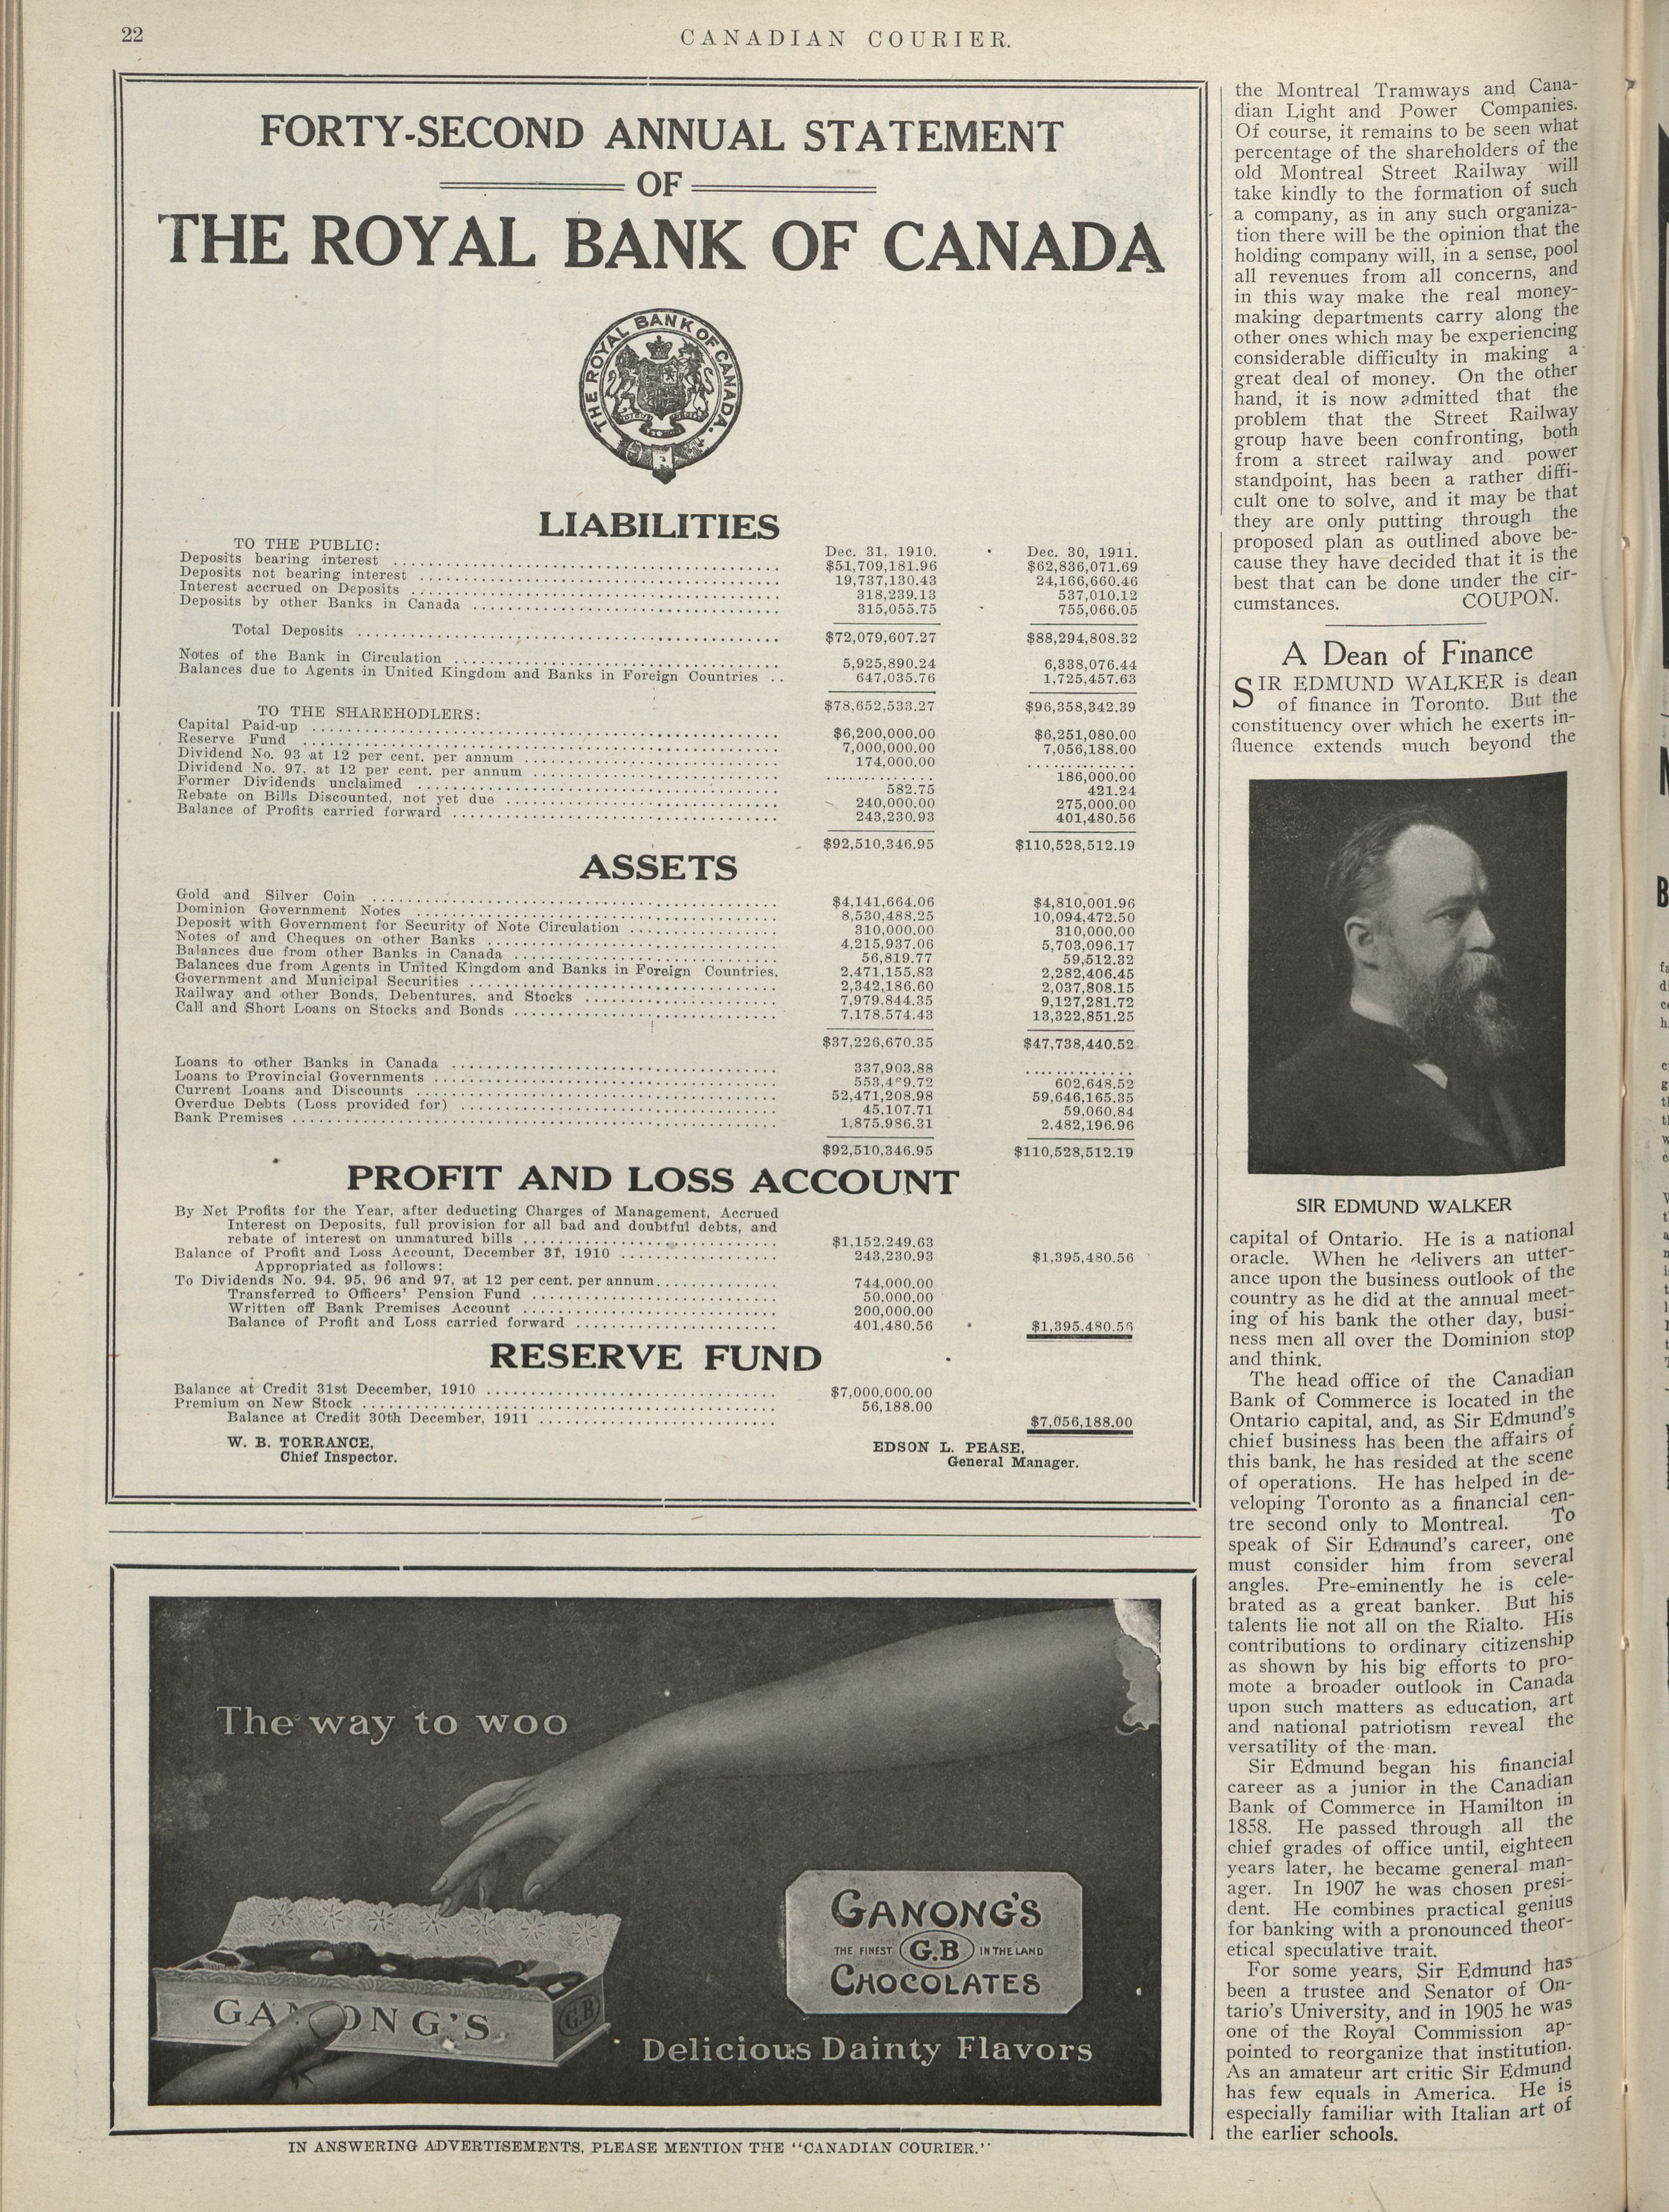 22
CANADIAN COURIER.
FORTY-SECOND ANNUAL STATEMENT
OF
THE ROYAL BANK OF CANADA
THE ROYAL BANK OF CANADA.
LIABILITIES
TO THE PUBLIC: Dec. 31, 1910. Dec. 30, 1911.
Deposits bearing interest $51,709,181.96 $62,836,071.69
Deposits not bearing interest 19,737,130.43 24,166,660.46
Interest accrued on Deposits 318,239.13 537,010.12
Deposits by other Banks in Canada 315,055.75 755,066.05
Total Deposits $72,079,607.27 $88,294,808.32
Notes of the Bank in Circulation 5,925,890.24 6,338,076.44
Balances due to Agents in United Kingdom and Banks in Foreign Countries 647,035.76 1,725,457.63
$78,652,533.27 $96,358,342.39
TO THE SHAREHODLERS:
Capital Paid-up $6,200,000.00 $6,251,080.00
Reserve Fund 7,000,000.00 7,056,188.00
Dividend No. 93 at 12 per cent. per annum 174,000.00
Dividend No. 97, at 12 per cent. per annum 186,000.00
Former Dividends unclaimed 582.75 421.24
Rebate on Bills Discounted, not yet due 240,000.00 275,000.00
Balance of Profits carried forward 243,230.93 401,480.56
$92,510,346.95 $110,528,512.19
ASSETS
Gold and Silver Coin $4,141,664.06 $4,810,001.96
Dominion Government Notes 8,530,488.25 10,094,472.50
Deposit with Government for Security of Note Circulation 310,000.00 310,000.00
Notes of and Cheques on other Banks 4,215,937.06 5,703,096.17
Balances due from other Banks in Canada 56,819.77 59,512.32
Balances due from Agents in United Kingdom and Banks in Foreign Countries. 2,471,155.83 2,282,406.45
Government and Municipal Securities 2,342,186.60 2,037,808.15
Railway and other Bonds, Debentures, and Stocks 7,979,844.35 9,127,281.72
Call and Short Loans on Stocks and Bonds 7,178,574.43 13,322,851.25
$37,226,670.35 $47,738,440.52
Loans to other Banks in Canada 337,903.88
Loans to Provincial Governments 602,648.52
Current Loans and Discounts 52,471,208.98 59,646,165.35
Overdue Debts (Loss provided for) 45,107.71 59,060.84
Bank Premises 1,875,986.31 2,482,196.96
$92,510,346.95 $110,528,512.19
PROFIT AND LOSS ACCOUNT
By Net Profits for the Year, after deducting Charges of Management, Accrued
Interest on Deposits, full provision for all bad and doubtful debts, and
rebate of interest on unmatured bills $1,152,249.63
Balance of Profit and Loss Account, December 31, 1910 243,230.93 $1,395,480.56
Appropriated as follows:
To Dividends No. 94, 95, 96 and 97, at 12 per cent. per annum 744,000.00
Transferred to Officers' Pension Fund 50,000.00
Written off Bank Premises Account 200,000.00
Balance of Profit and Loss carried forward 401,480.56 $1,395,480.56
RESERVE FUND
Balance at Credit 31st December, 1910 $7,000,000.00
Premium on New Stock 56,188.00
Balance at Credit 30th December, 1911 $7,056,188.00
W. B. TORRANCE,
Chief Inspector.
EDSON L. PEASE,
General Manager.
The way to woo
GANONG'S
THE FINEST G.B IN THE LAND
CHOCOLATES
GANONG'S G.B
Delicious Dainty Flavors
IN ANSWERING ADVERTISEMENTS, PLEASE MENTION THE "CANADIAN COURIER."
the Montreal Tramways and Cana-
dian Light and Power Companies.
Of course, it remains to be seen what
percentage of the shareholders of the
old Montreal Street Railway will
take kindly to the formation of such
a company, as in any such organiza-
tion there will be the opinion that the
holding company will, in a sense, pool
all revenues from all concerns, and
in this way make the real money-
making departments carry along the
other ones which may be experiencing
considerable difficulty in making a
great deal of money. On the other
hand, it is now admitted that the
problem that the Street Railway
group have been confronting, both
from a street railway and power
standpoint, has been a rather diffi-
cult one to solve, and it may be that
they are only putting through the
proposed plan as outlined above be-
cause they have decided that it is the
best that can be done under the cir-
cumstances. COUPON.
A Dean of Finance
SIR EDMUND WALKER is dean
of finance in Toronto. But the
constituency over which he exerts in-
fluence extends much beyond the
SIR EDMUND WALKER
capital of Ontario. He is a national
oracle. When he delivers an utter-
ance upon the business outlook of the
country as he did at the annual meet-
ing of his bank the other day, busi-
ness men all over the Dominion stop
and think.
The head office of the Canadian
Bank of Commerce is located in the
Ontario capital, and, as Sir Edmund's
chief business has been the affairs of
this bank, he has resided at the scene
of operations. He has helped in de-
veloping Toronto as a financial cen-
tre second only to Montreal. To
speak of Sir Edmund's career, one
must consider him from several
angles. Pre-eminently he is cele-
brated as a great banker. But his
talents lie not all on the Rialto. His
contributions to ordinary citizenship
as shown by his big efforts to pro-
mote a broader outlook in Canada
upon such matters as education, art
and national patriotism reveal the
versatility of the man.
Sir Edmund began his financial
career as a junior in the Canadian
Bank of Commerce in Hamilton in
1858. He passed through all the
chief grades of office until, eighteen
years later, he became general man-
ager. In 1907 he was chosen presi-
dent. He combines practical genius
for banking with a pronounced theor-
etical speculative trait.
For some years, Sir Edmund has
been a trustee and Senator of On-
tario's University, and in 1905 he was
one of the Royal Commission ap-
pointed to reorganize that institution.
As an amateur art critic Sir Edmund
has few equals in America. He is
especially familiar with Italian art of
the earlier schools.